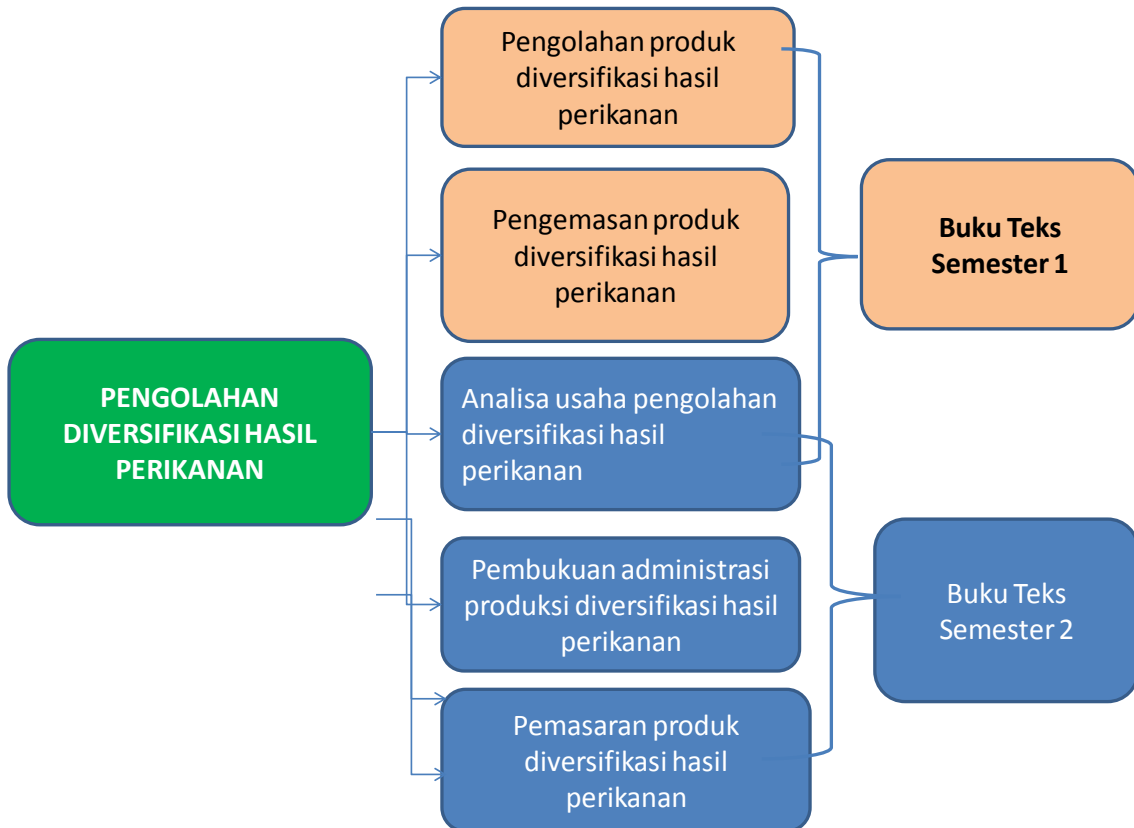 Pengolahan produk
diversifikasi hasil
perikanan
Pengemasan produk
diversifikasi hasil
perikanan
Buku Teks
Semester 1
PENGOLAHAN
DIVERSIFIKASI HASIL
PERIKANAN
Analisa usaha pengolahan
diversifikasi hasil
perikanan
Pembukuan administrasi
produksi diversifikasi hasil
perikanan
Buku Teks
Semester 2
Pemasaran produk
diversifikasi hasil
perikanan